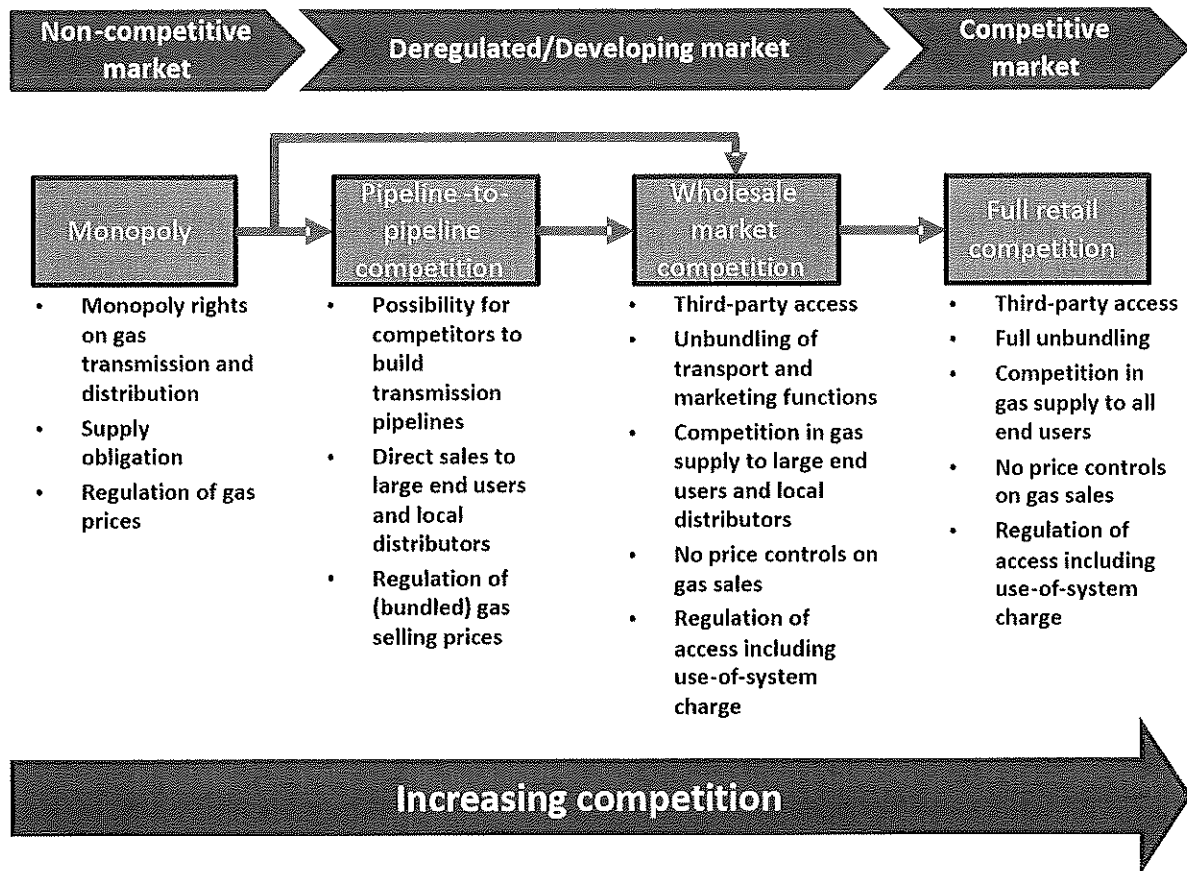 Non-competitive
market
Deregulated/Developing market
Competitive
market
Monopoly
Pipeline-to
pipeline
competition
Wholesale
market
competition
Full retail
competition
• Monopoly rights
on gas
transmission and
distribution
• Supply
obligation
• Regulation of gas
prices
• Possibility for
competitors to
build
transmission
pipelines
• Direct sales to
large end users
and local
distributors
• Regulation of
(bundled) gas
selling prices
• Third-party access
• Unbundling of
transport and
marketing functions
• Competition in gas
supply to large end
users and local
distributors
• No price controls on
gas sales
• Regulation of
access including
use-of-system
charge
• Third-party access
• Full unbundling
• Competition in
gas supply to all
end users
• No price controls
on gas sales
• Regulation of
access including
use-of-system
charge
Increasing competition